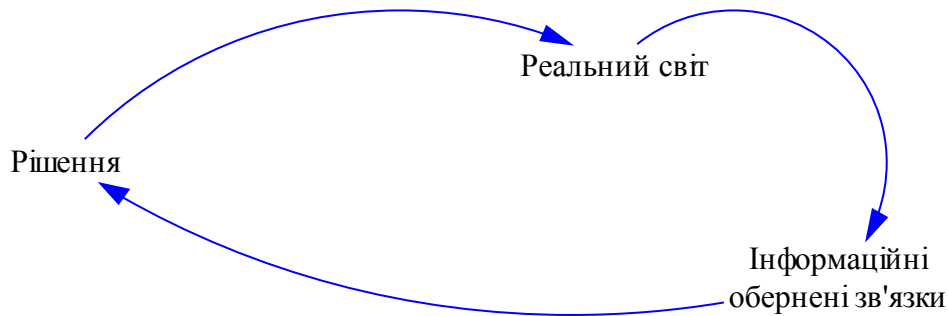 Реальний світ
Рішення
Інформаційні
обернені зв'язки